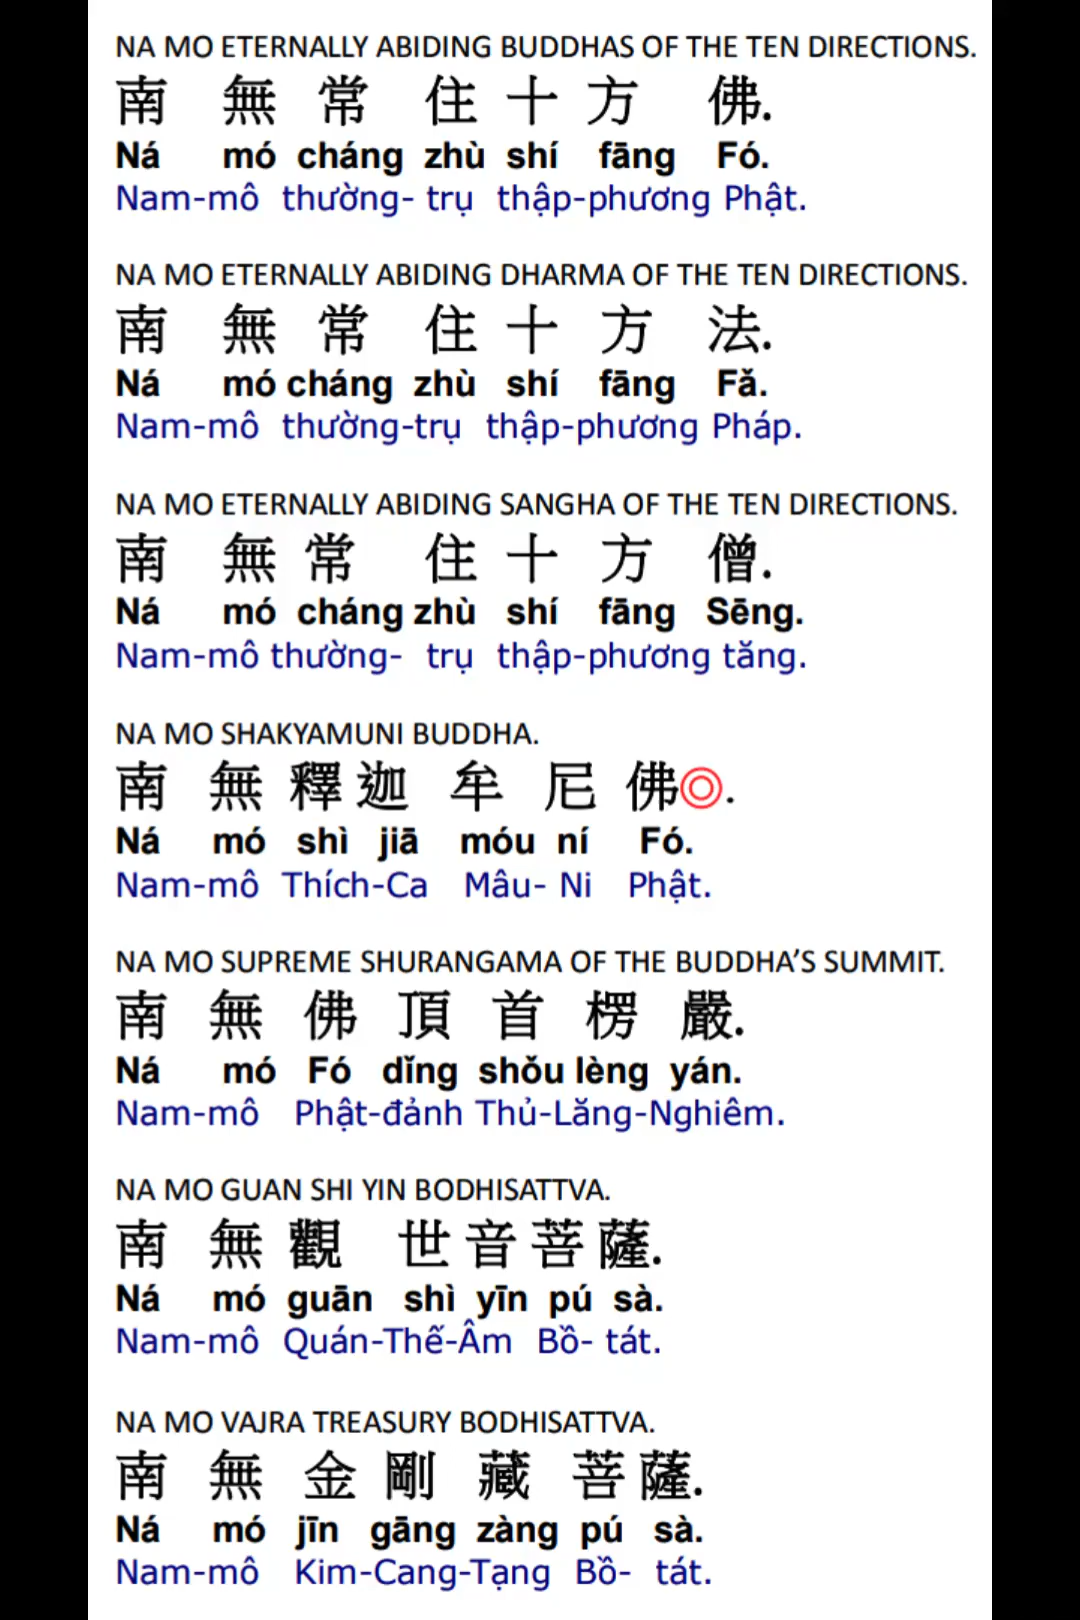 NA MO ETERNALLY ABIDING BUDDHAS OF THE TEN DIRECTIONS.
南 無 常 住 十 方 佛.
Ná mó cháng zhù shí fāng Fó.
Nam-mô thường- trụ thập-phương Phật.
NA MO ETERNALLY ABIDING DHARMA OF THE TEN DIRECTIONS.
南 無 常 住 十 方 法.
Ná mó cháng zhù shí fāng Fǎ.
Nam-mô thường-trụ thập-phương Pháp.
NA MO ETERNALLY ABIDING SANGHA OF THE TEN DIRECTIONS.
南 無 常 住 十 方 僧.
Ná mó cháng zhù shí fāng Sēng.
Nam-mô thường- trụ thập-phương tăng.
NA MO SHAKYAMUNI BUDDHA.
南 無 釋 迦 牟 尼 佛◎.
Ná mó shì jiā móu ní Fó.
Nam-mô Thích-Ca Mâu- Ni Phật.
NA MO SUPREME SHURANGAMA OF THE BUDDHA’S SUMMIT.
南 無 佛 頂 首 楞 嚴.
Ná mó Fó dǐng shǒu lèng yán.
Nam-mô Phật-đảnh Thủ-Lăng-Nghiêm.
NA MO GUAN SHI YIN BODHISATTVA.
南 無 觀 世 音 菩 薩.
Ná mó guān shì yīn pú sà.
Nam-mô Quán-Thế-Âm Bồ- tát.
NA MO VAJRA TREASURY BODHISATTVA.
南 無 金 剛 藏 菩 薩.
Ná mó jīn gāng zàng pú sà.
Nam-mô Kim-Cang-Tạng Bồ- tát.